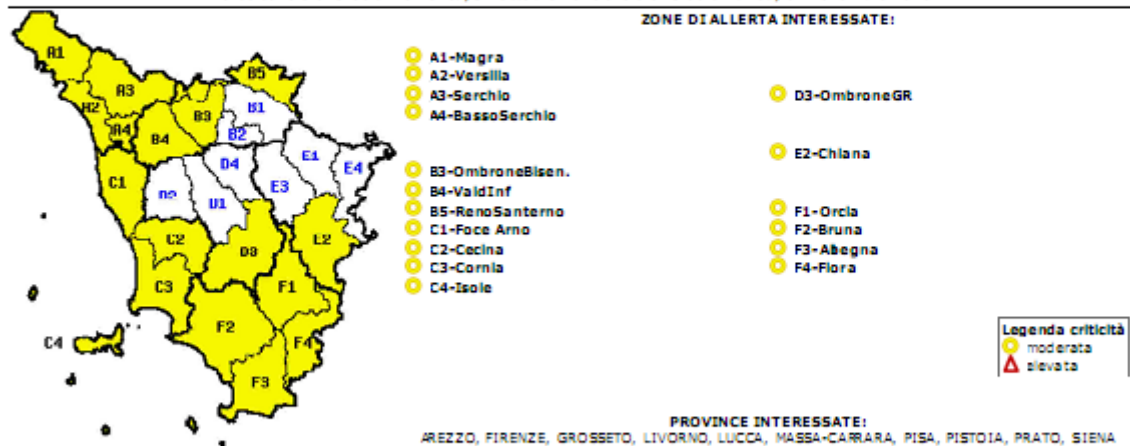 ZONE DI ALLERTA INTERESSATE:
A1-Magra
A2-Versilia
A3-Serchio
A4-BassoSerchio
B3-OmbroneBisen.
B4-ValdInf
B5-RenoSanterno
C1-Foce Arno
C2-Cecina
C3-Cornia
C4-Isole
D3-OmbroneGR
E2-Chiana
F1-Orcia
F2-Bruna
F3-Abegna
F4-Fiora
A1
A3
B5
A2
B3
B1
A4
B4
B2
D4
E1
E4
C1
D2
D1
E3
C2
D3
E2
C3
F1
F2
C4
F4
F3
Legenda criticità
moderata
elevata
PROVINCE INTERESSATE:
AREZZO, FIRENZE, GROSSETO, LIVORNO, LUCCA, MASSA-CARRARA, PISA, PISTOIA, PRATO, SIENA